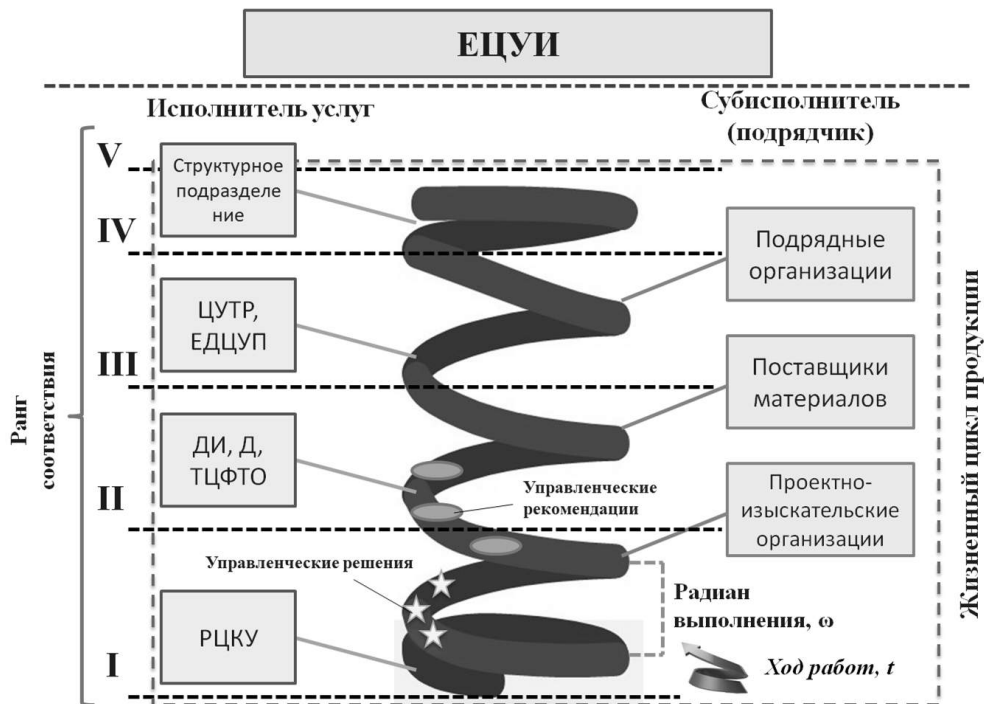 ЕЦУИ
Исполнитель услуг
Субисполнитель
(подрядчик)
V
Структурное
подразделе
ние
IV
Подрядные
организации
ЦУТР,
ЕДЦУП
III
Поставщики
материалов
Ранг
соответствия
ДИ, Д,
ТЦФТО
II
Управленческие
рекомендации
Проектно-
изыскательские
организации
Жизненный цикл продукции
Управленческие решения
РЦКУ
Радиан
выполнения, ω
I
Ход работ, t